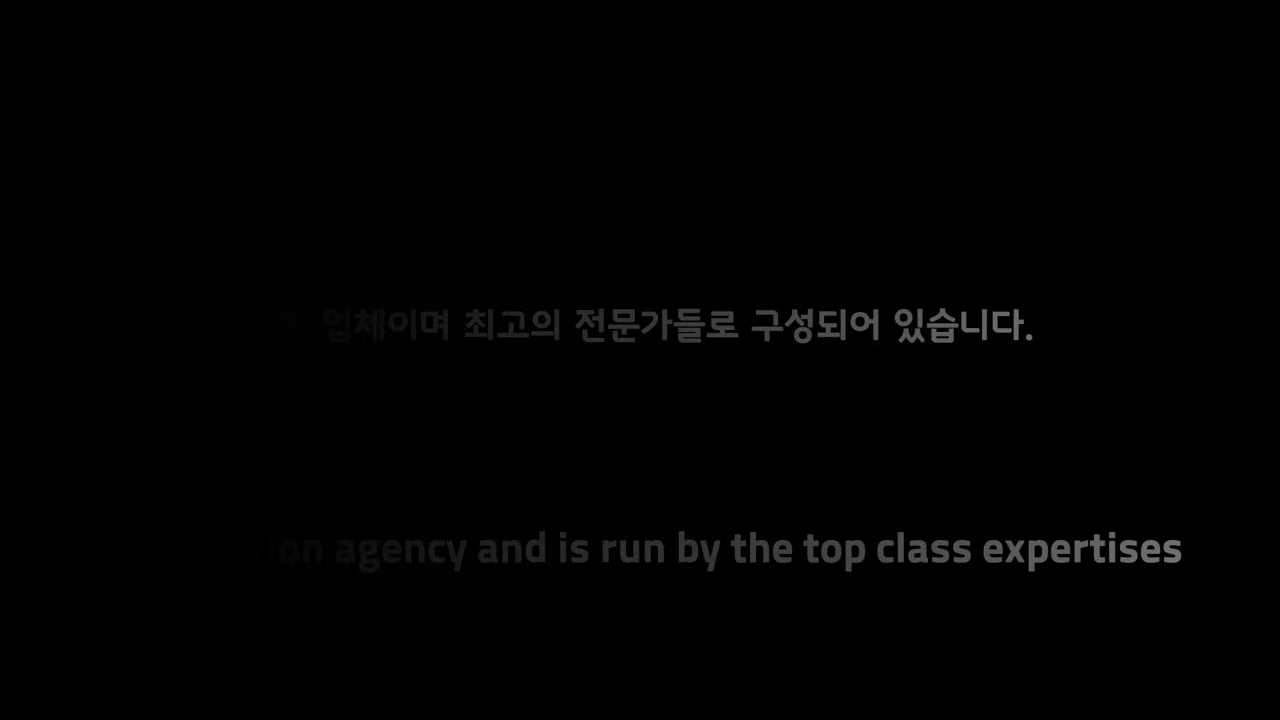 업체이며 최고의 전문가들로 구성되어 있습니다.
agency and is run by the top class expertises